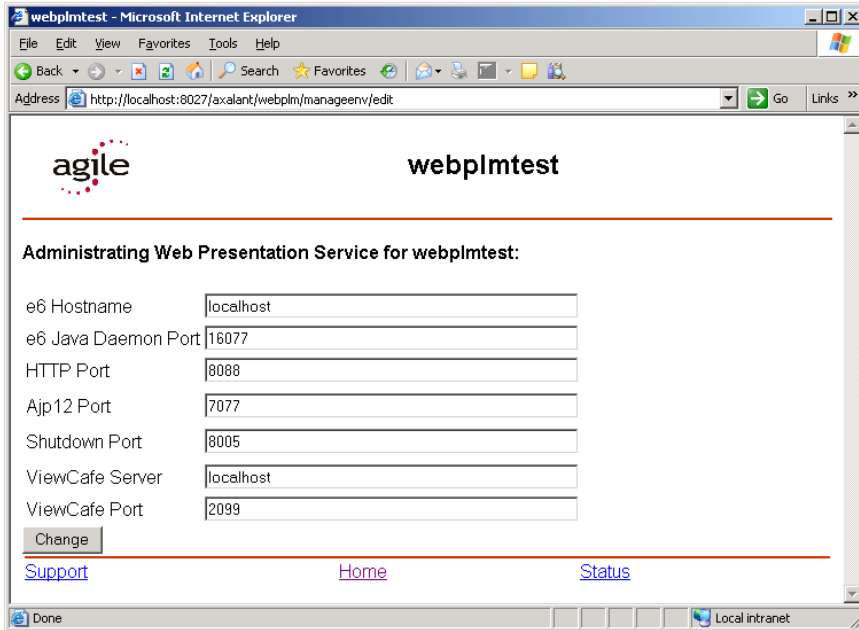 webplmtest - Microsoft Internet Explorer
File Edit View Favorites Tools Help
Back Search Favorites
Address http://localhost:8027/axalant/webplm/manageenv/edit Go Links »
agile webplmtest
Administrating Web Presentation Service for webplmtest:
e6 Hostname localhost
e6 Java Daemon Port 16077
HTTP Port 8088
Ajp12 Port 7077
Shutdown Port 8005
ViewCafe Server localhost
ViewCafe Port 2099
Change
Support Home Status
Done Local intranet